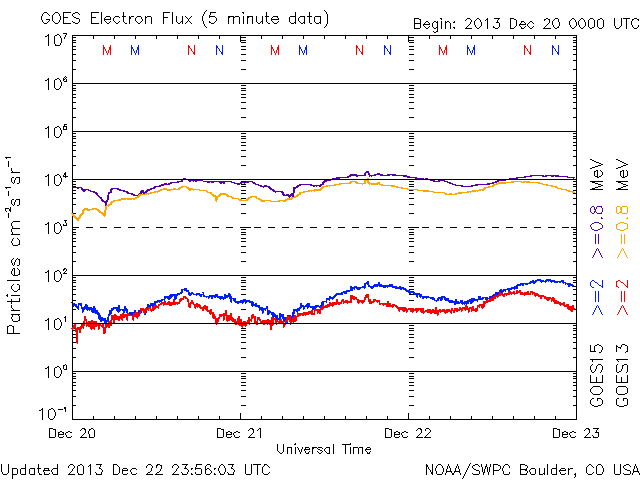 GOES Electron Flux (5 minute data)
Begin: 2013 Dec 20 0000 UTC
10⁷
M M N N M M N N M M N N
10⁶
10⁵
10⁴
10³
10²
10¹
10⁰
10⁻¹
Particles cm⁻²s⁻¹sr⁻¹
Dec 20 Dec 21 Dec 22 Dec 23
Universal Time
GOES15 >=2 >=0.8 MeV
GOES13 >=2 >=0.8 MeV
Updated 2013 Dec 22 23:56:03 UTC
NOAA/SWPC Boulder, CO USA